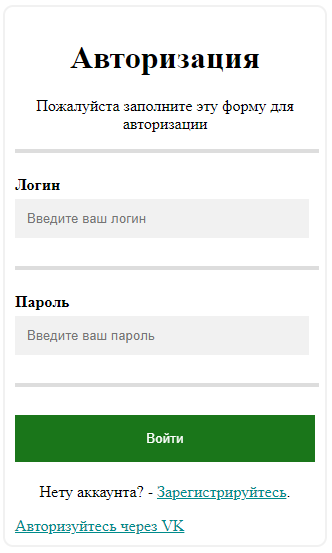 Авторизация
Пожалуйста заполните эту форму для
авторизации
Логин
Введите ваш логин
Пароль
Введите ваш пароль
Войти
Нету аккаунта? - Зарегистрируйтесь.
Авторизуйтесь через VK